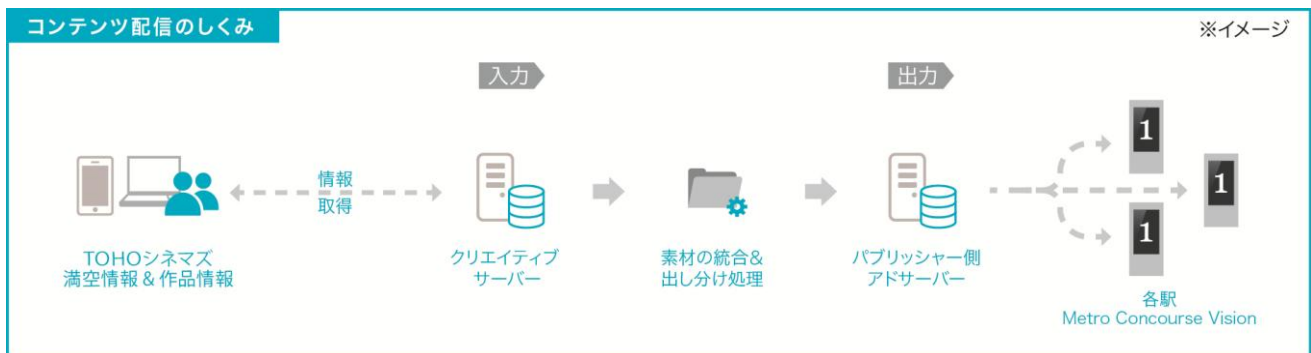 コンテンツ配信のしくみ
※イメージ
入力
出力
情報
取得
TOHOシネマズ
満空情報 & 作品情報
クリエイティブ
サーバー
素材の統合&
出し分け処理
パブリッシャー側
アドサーバー
1
1
1
各駅
Metro Concourse Vision